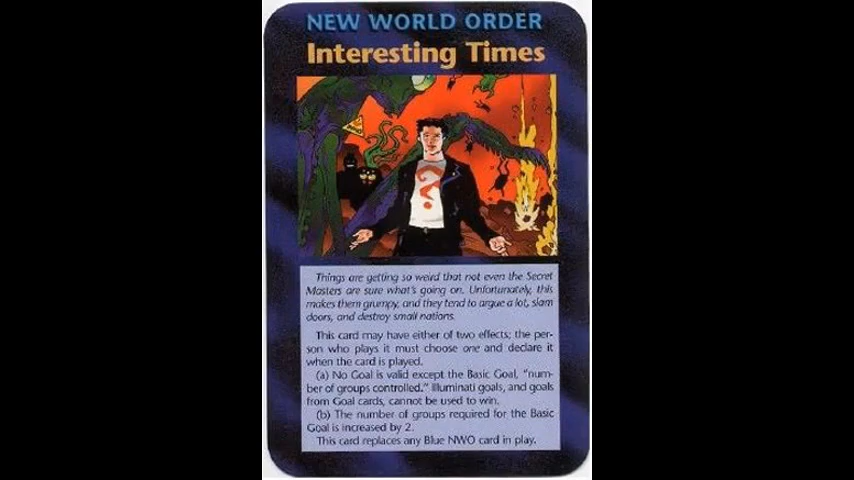 NEW WORLD ORDER
Interesting Times
Things are getting so weird that not even the Secret
Masters are sure what's going on. Unfortunately, this
makes them grumpy, and they tend to argue a lot, slam
doors, and destroy small nations.
This card may have either of two effects; the per-
son who plays it must choose one and declare it
when the card is played.
(a) No Goal is valid except the Basic Goal, "num-
ber of groups controlled." Illuminati goals, and goals
from Goal cards, cannot be used to win.
(b) The number of groups required for the Basic
Goal is increased by 2.
This card replaces any Blue NWO card in play.